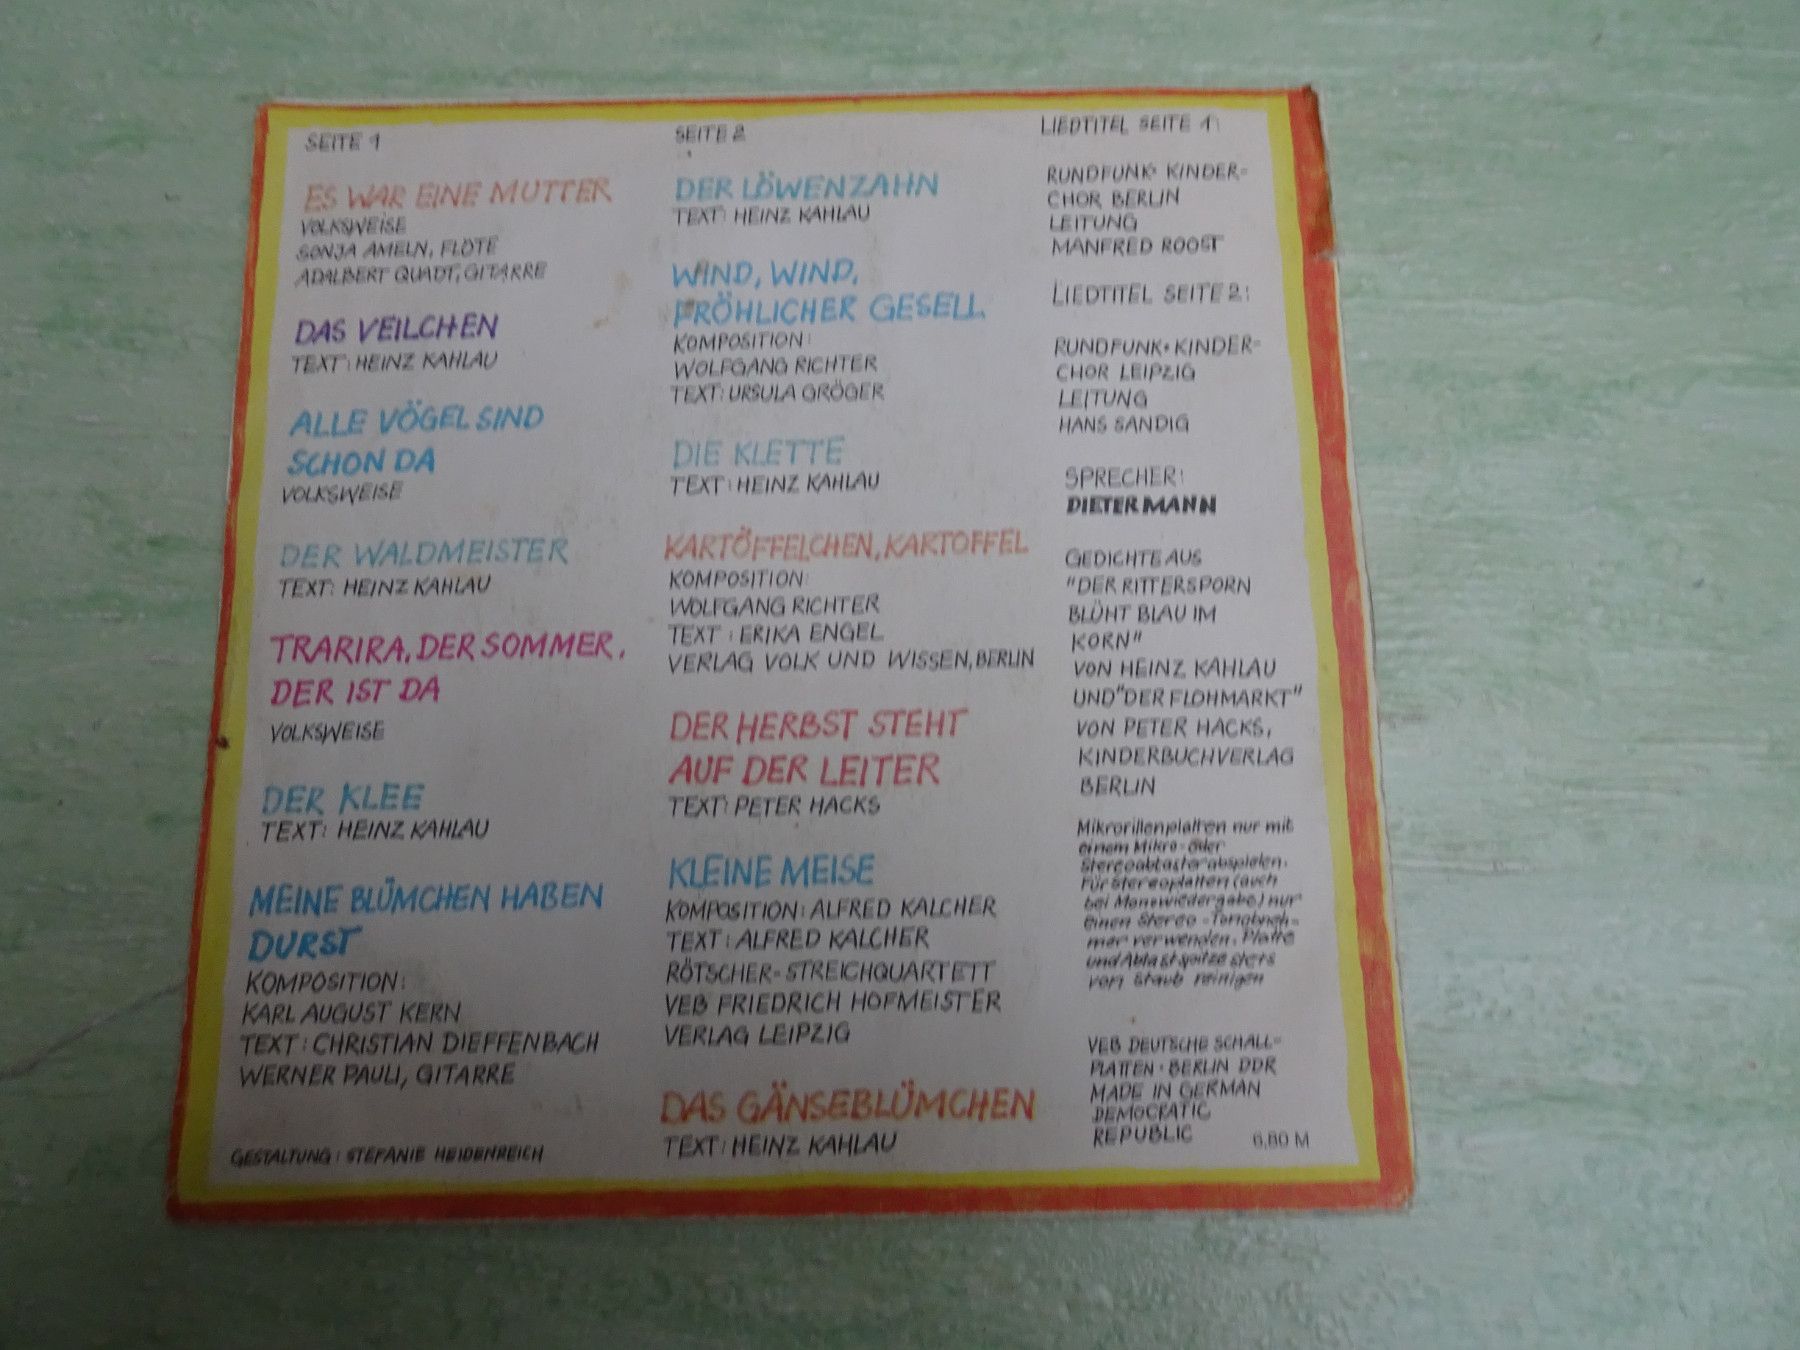 SEITE 1
ES WAR EINE MUTTER
VOLKSWEISE
SONJA AMELN, FLÖTE
ADALBERT QUADT, GITARRE
DAS VEILCHEN
TEXT: HEINZ KAHLAU
ALLE VÖGEL SIND
SCHON DA
VOLKSWEISE
DER WALDMEISTER
TEXT: HEINZ KAHLAU
TRARIRA, DER SOMMER,
DER IST DA
VOLKSWEISE
DER KLEE
TEXT: HEINZ KAHLAU
MEINE BLÜMCHEN HABEN
DURST
KOMPOSITION:
KARL AUGUST KERN
TEXT: CHRISTIAN DIEFFENBACH
WERNER PAULI, GITARRE
GESTALTUNG: STEFANIE HEIDENREICH
SEITE 2
DER LÖWENZAHN
TEXT: HEINZ KAHLAU
WIND, WIND,
FRÖHLICHER GESELL
KOMPOSITION:
WOLFGANG RICHTER
TEXT: URSULA GRÖGER
DIE KLETTE
TEXT: HEINZ KAHLAU
KARTÖFFELCHEN, KARTOFFEL
KOMPOSITION:
WOLFGANG RICHTER
TEXT: ERIKA ENGEL
VERLAG VOLK UND WISSEN, BERLIN
DER HERBST STEHT
AUF DER LEITER
TEXT: PETER HACKS
KLEINE MEISE
KOMPOSITION: ALFRED KALCHER
TEXT: ALFRED KALCHER
RÖTSCHER-STREICHQUARTETT
VEB FRIEDRICH HOFMEISTER
VERLAG LEIPZIG
DAS GÄNSEBLÜMCHEN
TEXT: HEINZ KAHLAU
LIEDTITEL SEITE 1:
RUNDFUNK-KINDER-
CHOR BERLIN
LEITUNG
MANFRED ROOST
LIEDTITEL SEITE 2:
RUNDFUNK-KINDER-
CHOR LEIPZIG
LEITUNG
HANS SANDIG
SPRECHER:
DIETER MANN
GEDICHTE AUS
"DER RITTERSPORN
BLÜHT BLAU IM
KORN"
VON HEINZ KAHLAU
UND "DER FLOHMARKT"
VON PETER HACKS,
KINDERBUCHVERLAG
BERLIN
Mikrorillenplatten nur mit
einem Mikro- oder
Stereoabtaster abspielen.
Für Stereoplatten (auch
bei Monowiedergabe) nur
einen Stereo-Tonabneh-
mer verwenden. Platte
und Abtastspitze stets
vom Staub reinigen
VEB DEUTSCHE SCHALL-
PLATTEN · BERLIN DDR
MADE IN GERMAN
DEMOCRATIC
REPUBLIC
6,80 M